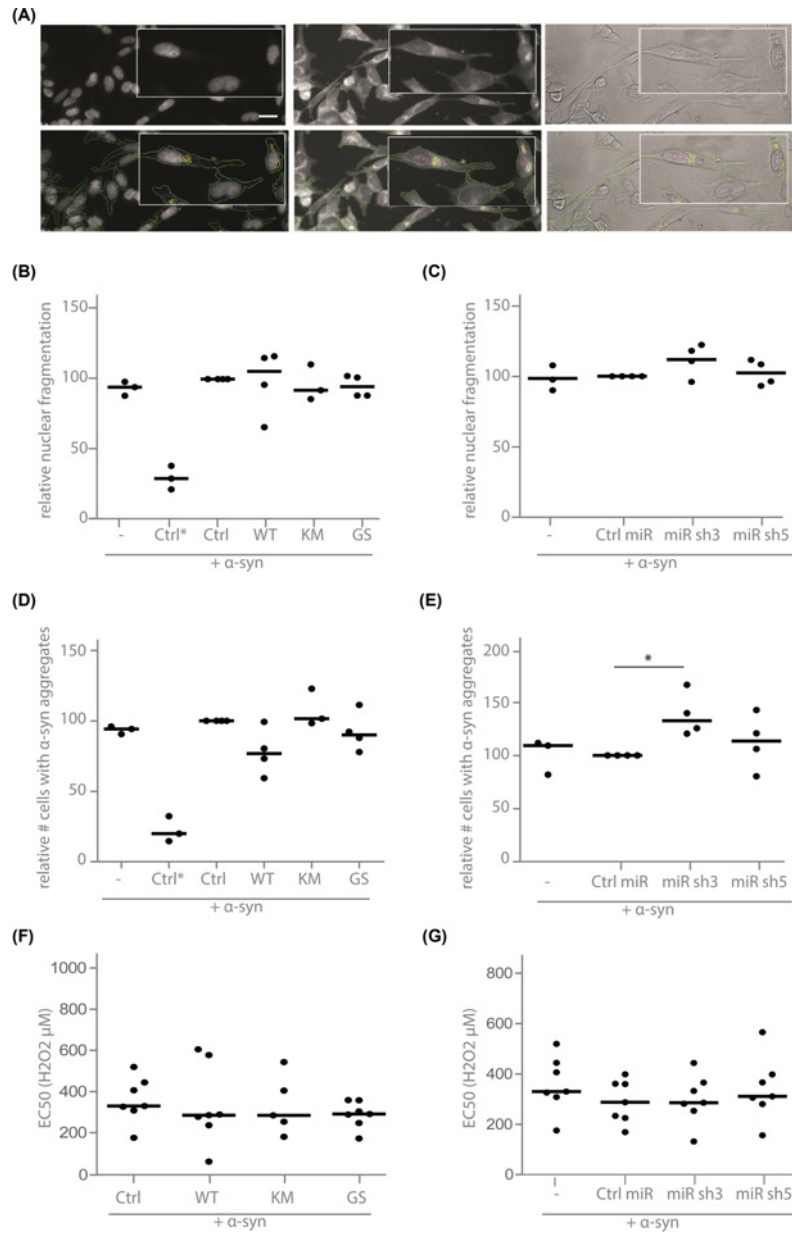 (A)
(B)
(C)
relative nuclear fragmentation
150
100
50
0
- Ctrl* Ctrl WT KM GS
+ α-syn
relative nuclear fragmentation
150
100
50
0
- Ctrl miR miR sh3 miR sh5
+ α-syn
(D)
(E)
relative # cells with α-syn aggregates
150
100
50
0
- Ctrl* Ctrl WT KM GS
+ α-syn
relative # cells with α-syn aggregates
200
150
100
50
0
*
- Ctrl miR miR sh3 miR sh5
+ α-syn
(F)
(G)
EC50 (H2O2 µM)
1000
800
600
400
200
0
Ctrl WT KM GS
+ α-syn
EC50 (H2O2 µM)
800
600
400
200
0
- Ctrl miR miR sh3 miR sh5
+ α-syn